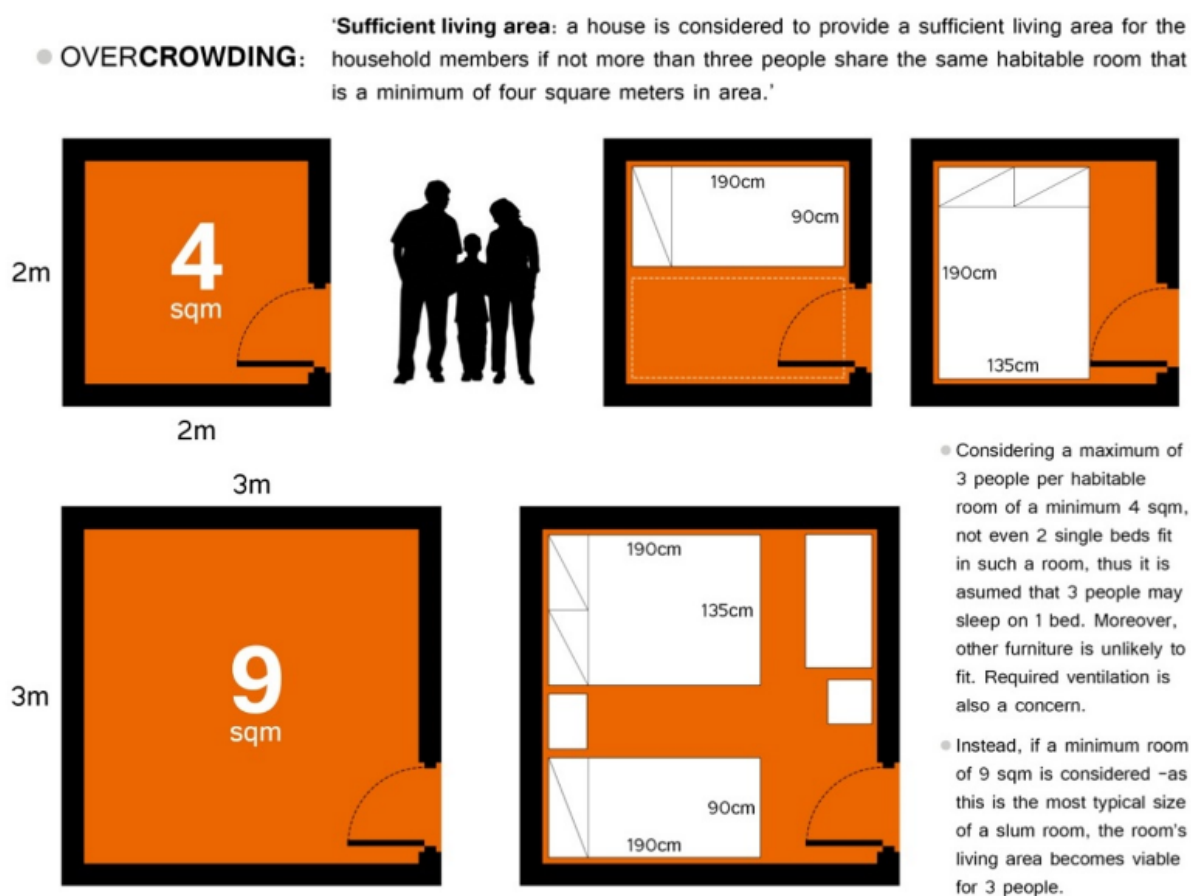 OVERCROWDING:
‘Sufficient living area: a house is considered to provide a sufficient living area for the
household members if not more than three people share the same habitable room that
is a minimum of four square meters in area.’
2m
4
sqm
2m
190cm
90cm
190cm
135cm
3m
3m
9
sqm
190cm
135cm
90cm
190cm
Considering a maximum of
3 people per habitable
room of a minimum 4 sqm,
not even 2 single beds fit
in such a room, thus it is
asumed that 3 people may
sleep on 1 bed. Moreover,
other furniture is unlikely to
fit. Required ventilation is
also a concern.
Instead, if a minimum room
of 9 sqm is considered –as
this is the most typical size
of a slum room, the room's
living area becomes viable
for 3 people.